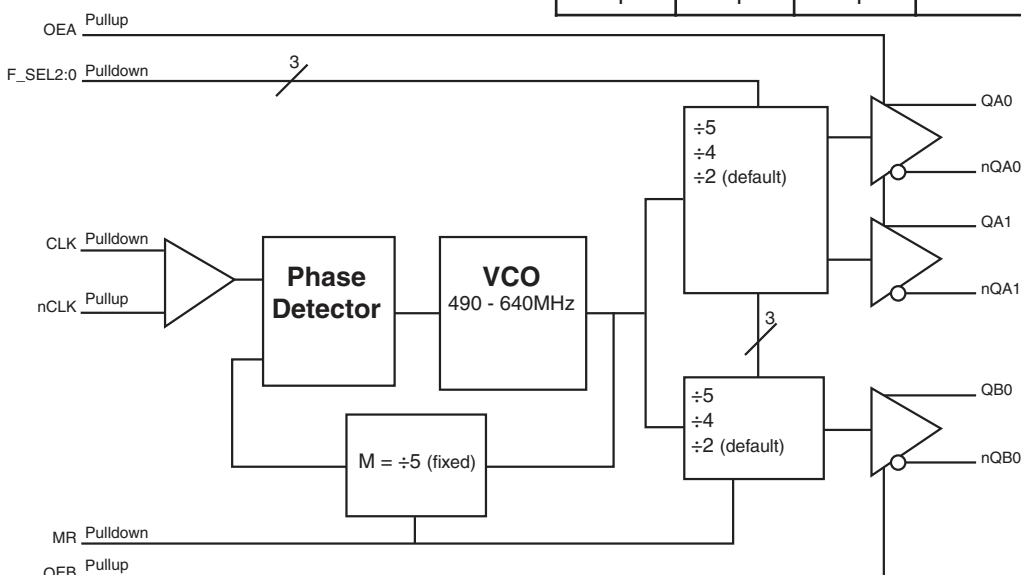 OEA Pullup
F_SEL2:0 Pulldown
3
÷5
÷4
÷2 (default)
QA0
nQA0
QA1
nQA1
CLK Pulldown
nCLK Pullup
Phase
Detector
VCO
490 - 640MHz
3
÷5
÷4
÷2 (default)
QB0
nQB0
M = ÷5 (fixed)
MR Pulldown
OEB Pullup